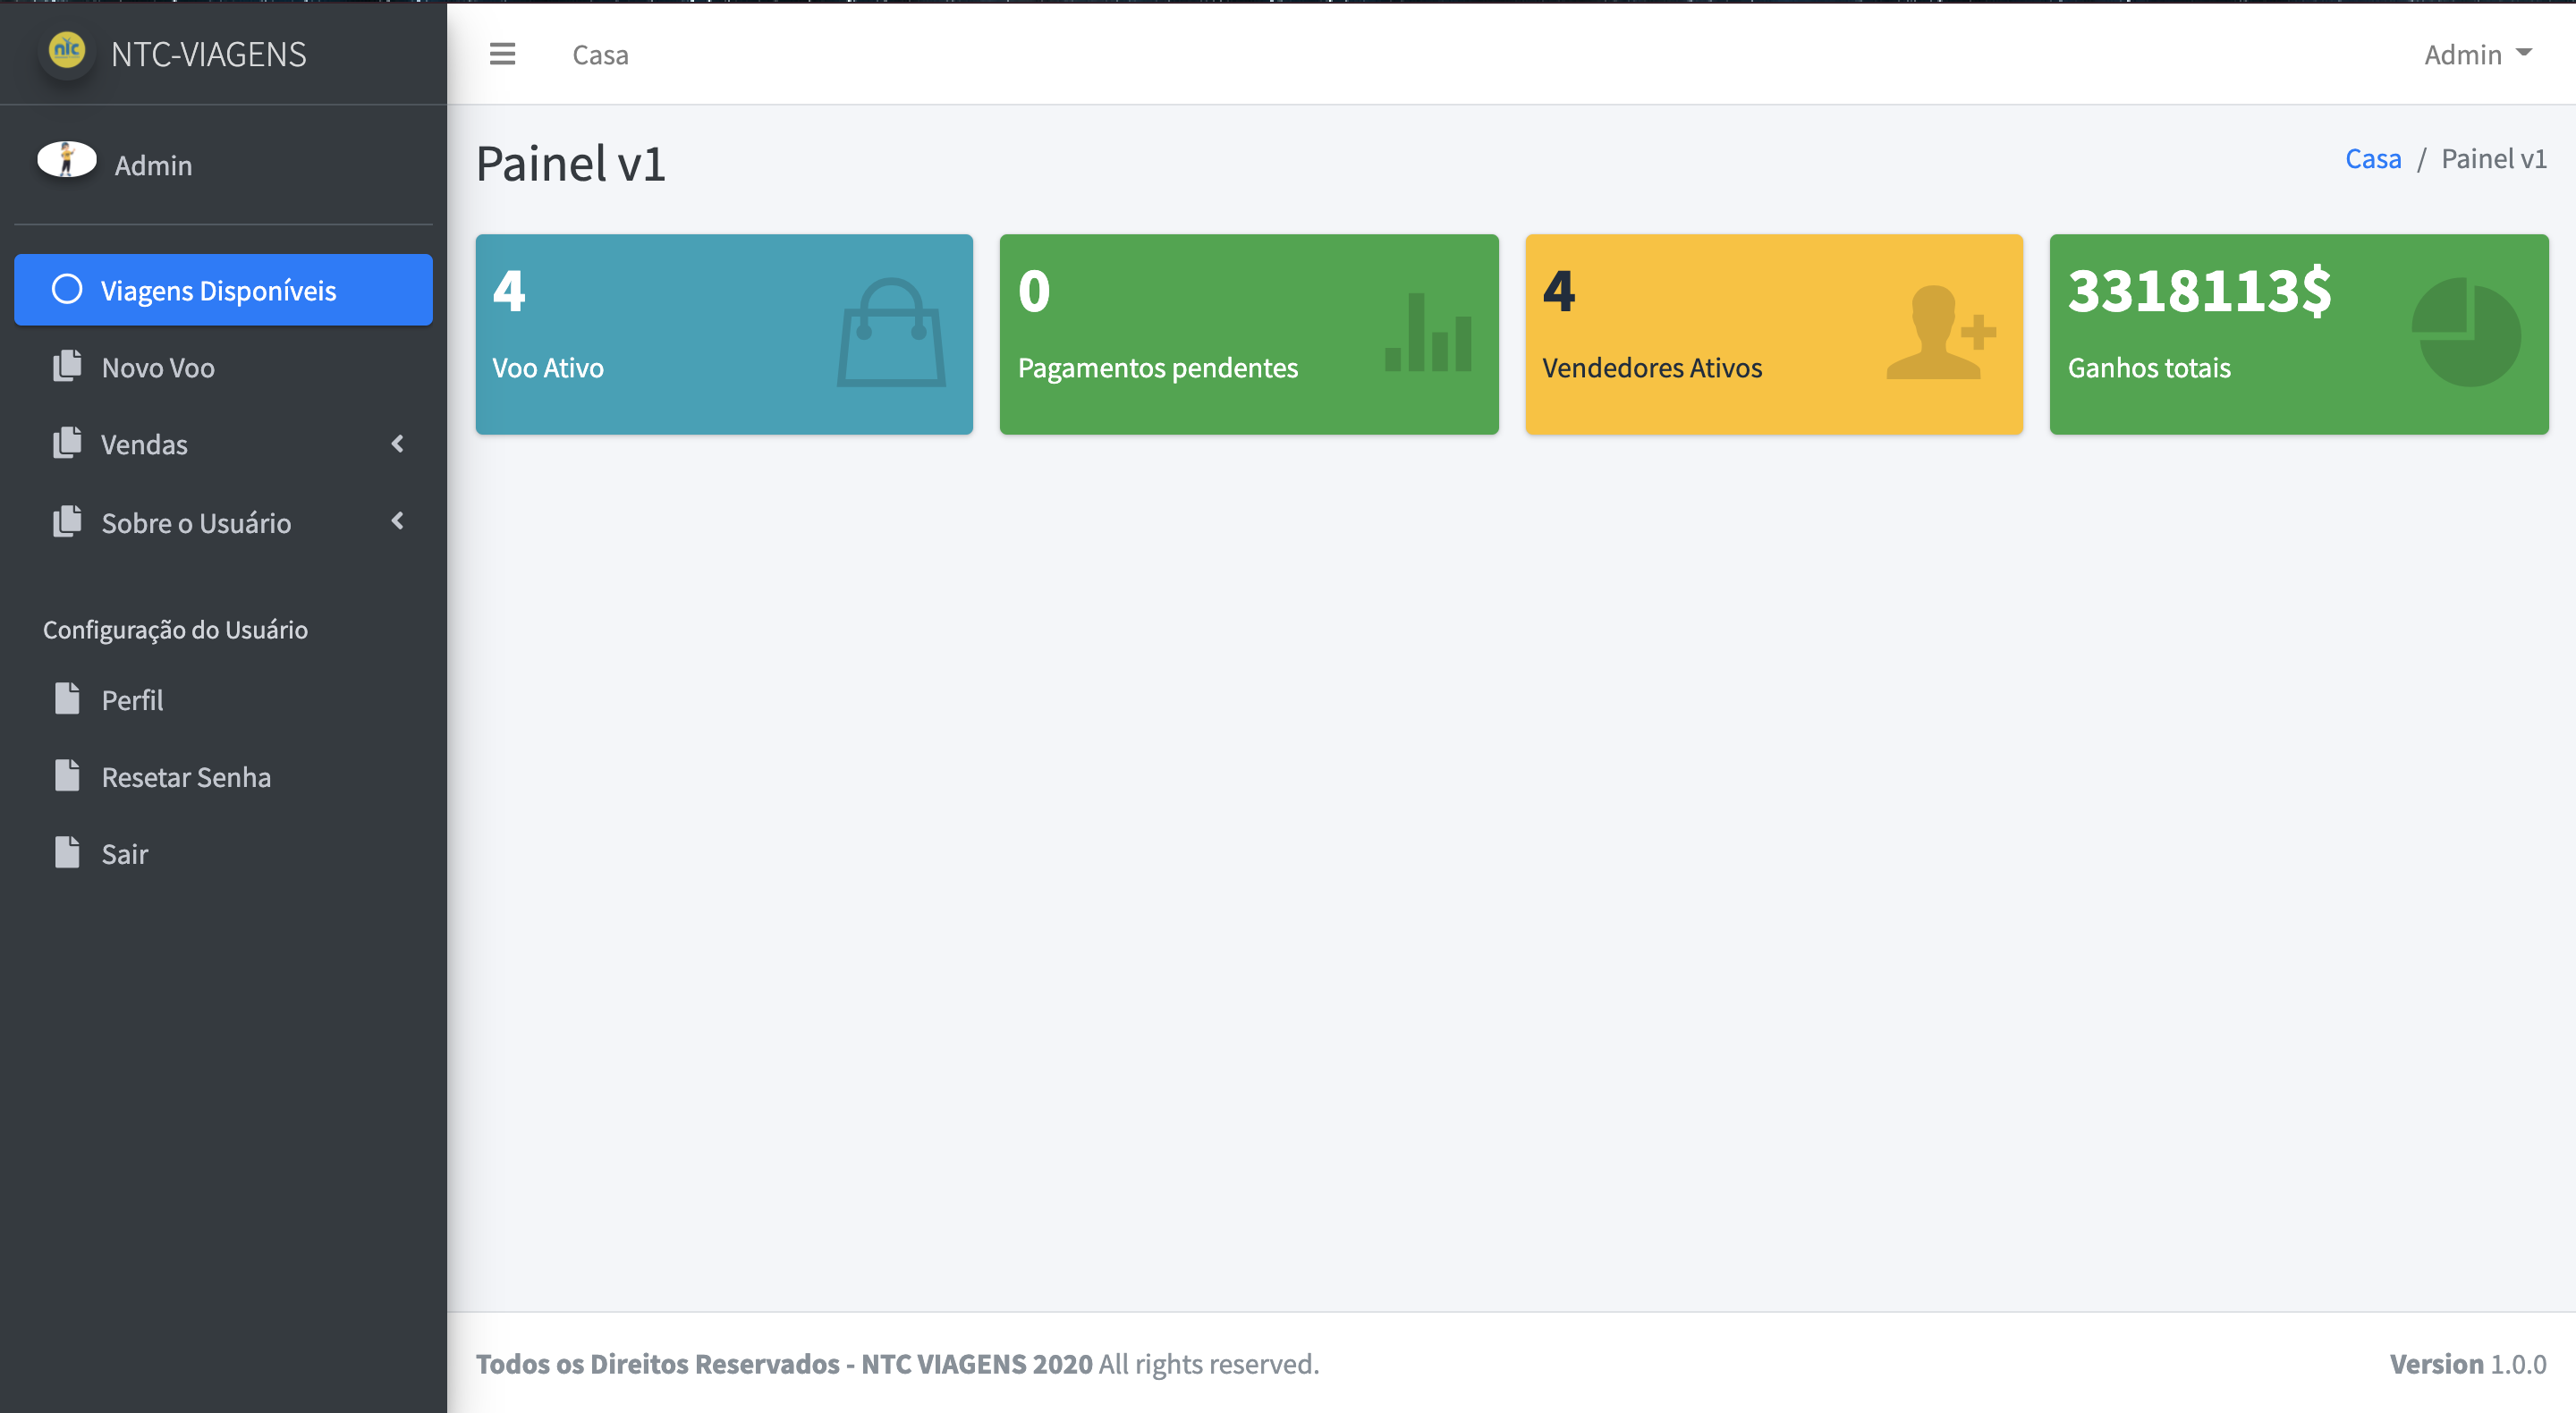 ntc
NTC-VIAGENS
Casa
Admin
Admin
Painel v1
Casa / Painel v1
Viagens Disponíveis
Novo Voo
Vendas
Sobre o Usuário
Configuração do Usuário
Perfil
Resetar Senha
Sair
4
Voo Ativo
0
Pagamentos pendentes
4
Vendedores Ativos
3318113$
Ganhos totais
Todos os Direitos Reservados - NTC VIAGENS 2020 All rights reserved.
Version 1.0.0